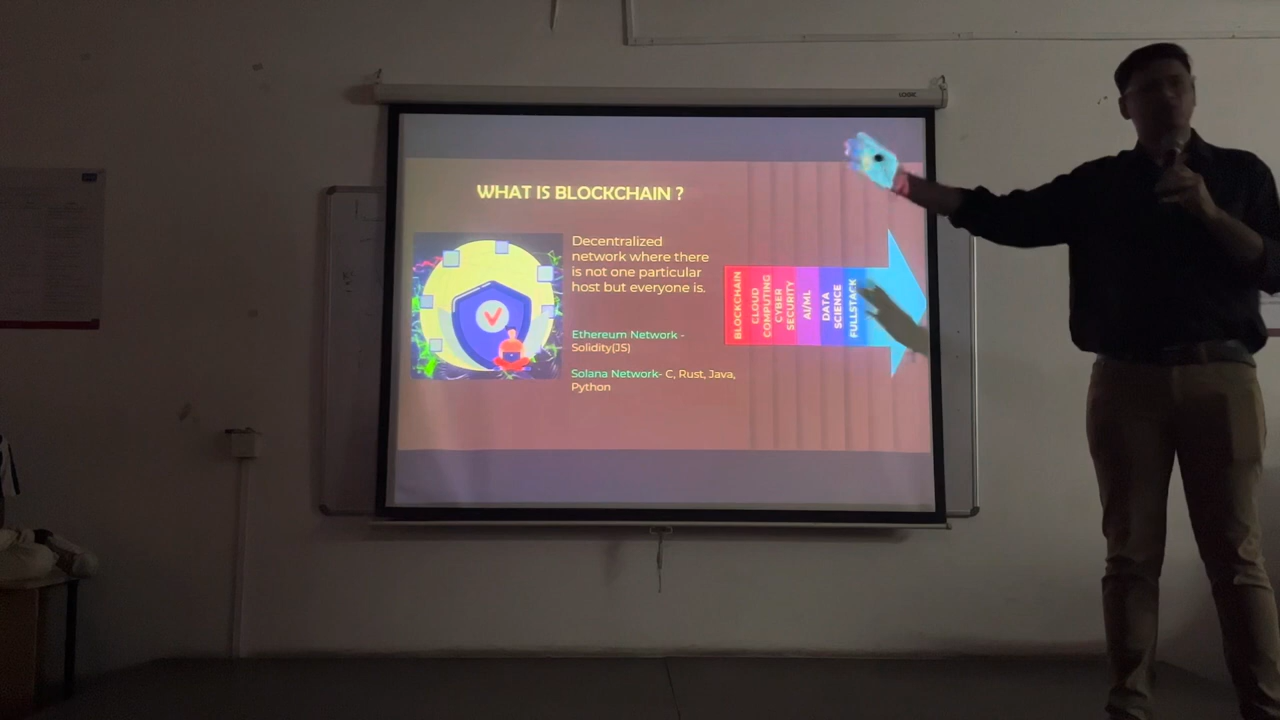 LOGIC
WHAT IS BLOCKCHAIN ?
Decentralized
network where there
is not one particular
host but everyone is.
Ethereum Network -
Solidity(JS)
Solana Network- C, Rust, Java,
Python
BLOCKCHAIN
CLOUD
COMPUTING
CYBER
SECURITY
AI/ML
DATA
SCIENCE
FULLSTACK